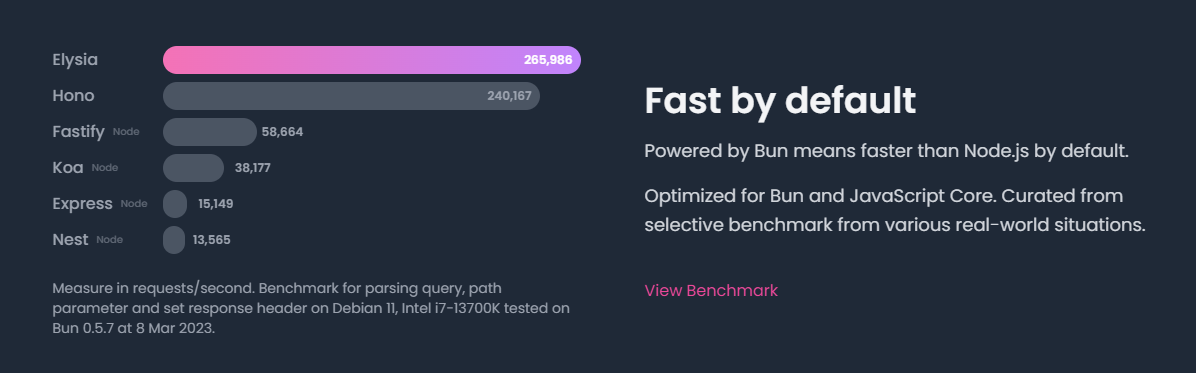 Elysia 265,986
Hono 240,167
Fastify Node 58,664
Koa Node 38,177
Express Node 15,149
Nest Node 13,565
Measure in requests/second. Benchmark for parsing query, path
parameter and set response header on Debian 11, Intel i7-13700K tested on
Bun 0.5.7 at 8 Mar 2023.
Fast by default
Powered by Bun means faster than Node.js by default.
Optimized for Bun and JavaScript Core. Curated from
selective benchmark from various real-world situations.
View Benchmark